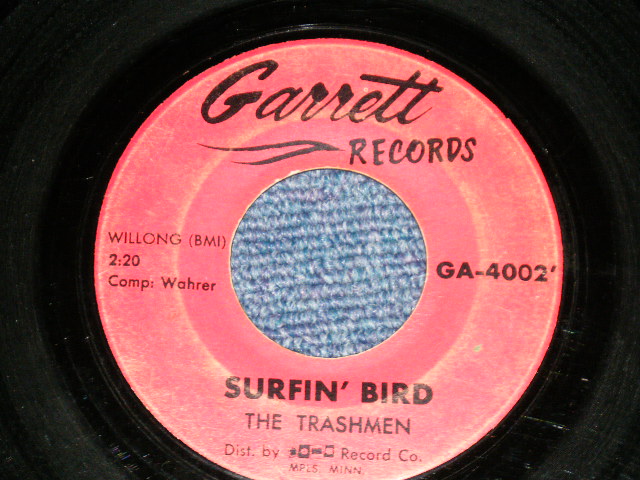 Garrett
RECORDS
WILLONG (BMI)
2:20
Comp: Wahrer
GA-4002'
SURFIN' BIRD
THE TRASHMEN
Dist. by Record Co.
MPLS. MINN.